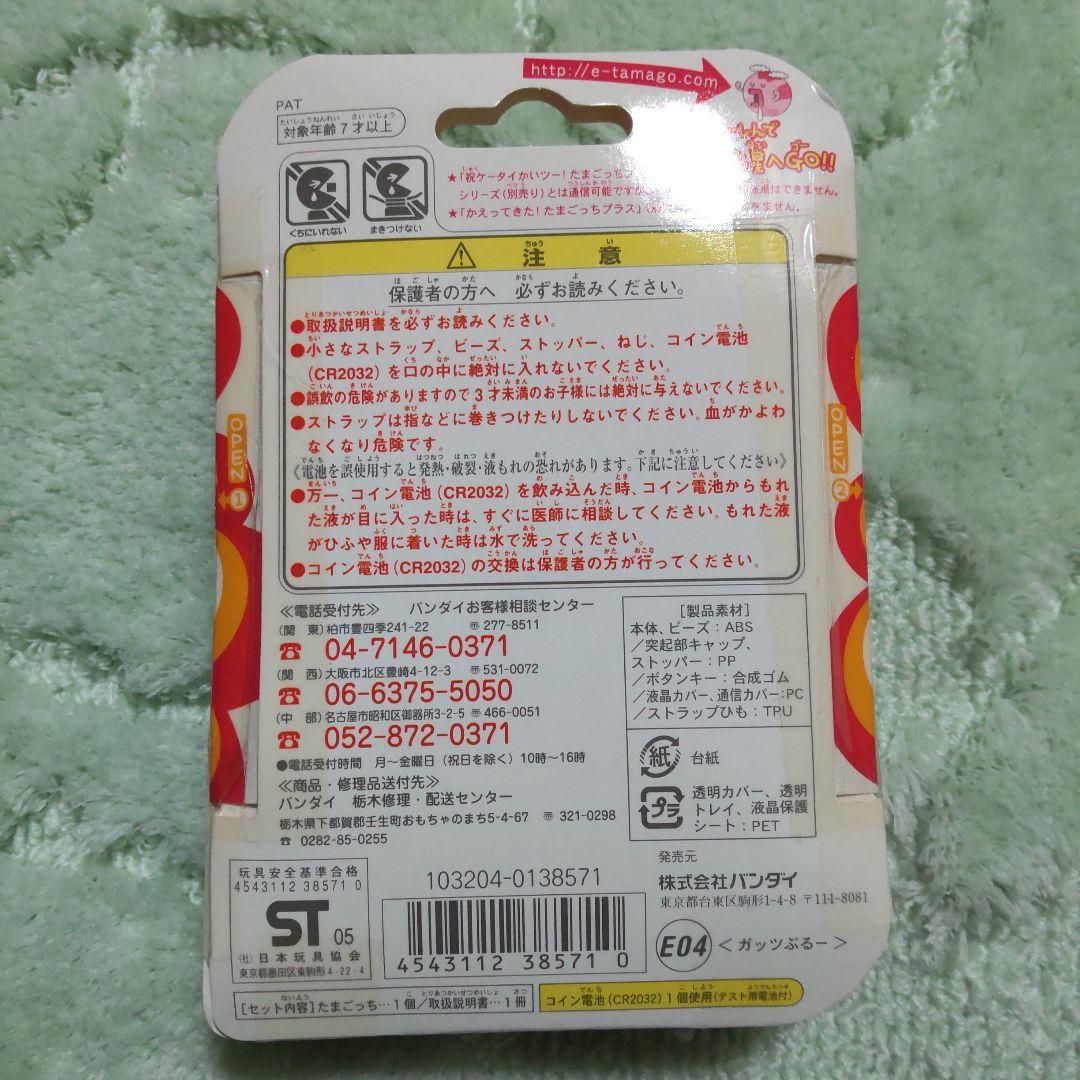 http://e-tamago.com
PAT
たいしょうねんれい さい いじょう
対象年齢7才以上
へGO!!
くちにいれない
まきつけない
★「祝ケータイかいツー!たまごっち
シリーズ(別売り)とは通信可能です はできません。
★「かえってきた!たまごっちプラス」 ません。
注意
保護者の方へ 必ずお読みください。
●取扱説明書を必ずお読みください。
●小さなストラップ、ビーズ、ストッパー、ねじ、コイン電池
(CR2032)を口の中に絶対に入れないでください。
●誤飲の危険がありますので3才未満のお子様には絶対に与えないでください。
●ストラップは指などに巻きつけたりしないでください。血がかよわ
なくなり危険です。
《電池を誤使用すると発熱・破裂・液もれの恐れがあります。下記に注意してください》
●万一、コイン電池(CR2032)を飲み込んだ時、コイン電池からもれ
た液が目に入った時は、すぐに医師に相談してください。もれた液
がひふや服に着いた時は水で洗ってください。
●コイン電池(CR2032)の交換は保護者の方が行ってください。
OPEN
1
OPEN
2
≪電話受付先≫ バンダイお客様相談センター
(関 東)柏市豊四季241-22 〒277-8511
☎ 04-7146-0371
(関 西)大阪市北区豊崎4-12-3 〒531-0072
☎ 06-6375-5050
(中 部)名古屋市昭和区御器所3-2-5 〒466-0051
☎ 052-872-0371
●電話受付時間 月〜金曜日(祝日を除く)10時〜16時
≪商品・修理品送付先≫
バンダイ 栃木修理・配送センター
栃木県下都賀郡壬生町おもちゃのまち5-4-67 〒321-0298
☎ 0282-85-0255
[製品素材]
本体、ビーズ:ABS
/突起部キャップ、
ストッパー:PP
/ボタンキー:合成ゴム
/液晶カバー、通信カバー:PC
/ストラップひも:TPU
紙 台紙
プラ 透明カバー、透明
トレイ、液晶保護
シート:PET
玩具安全基準合格
4543112 38571 0
ST 05
(社)日本玩具協会
東京都墨田区東駒形4-22-4
103204-0138571
4543112 385710
発売元
株式会社バンダイ
東京都台東区駒形1-4-8 〒111-8081
E04 <ガッツぶるー>
[セット内容]たまごっち…1個/取扱説明書…1冊
コイン電池(CR2032)1個使用(テスト用電池付)